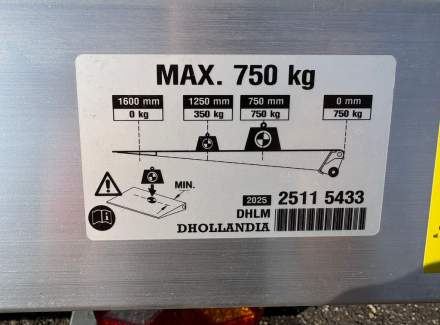 MAX. 750 kg
1600 mm 1250 mm 750 mm 0 mm
0 kg 350 kg 750 kg 750 kg
MIN.
2025 2511 5433
DHLM
DHOLLANDIA